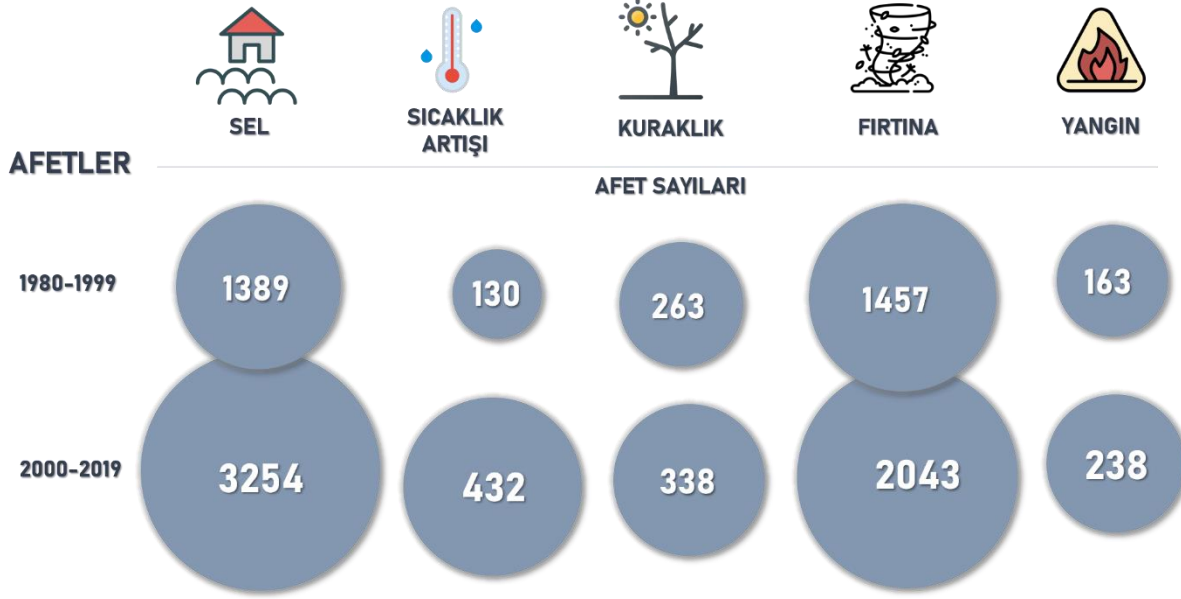 SEL
SICAKLIK
ARTIŞI
KURAKLIK
FIRTINA
YANGIN
AFETLER
AFET SAYILARI
1980-1999
1389
130
263
1457
163
2000-2019
3254
432
338
2043
238